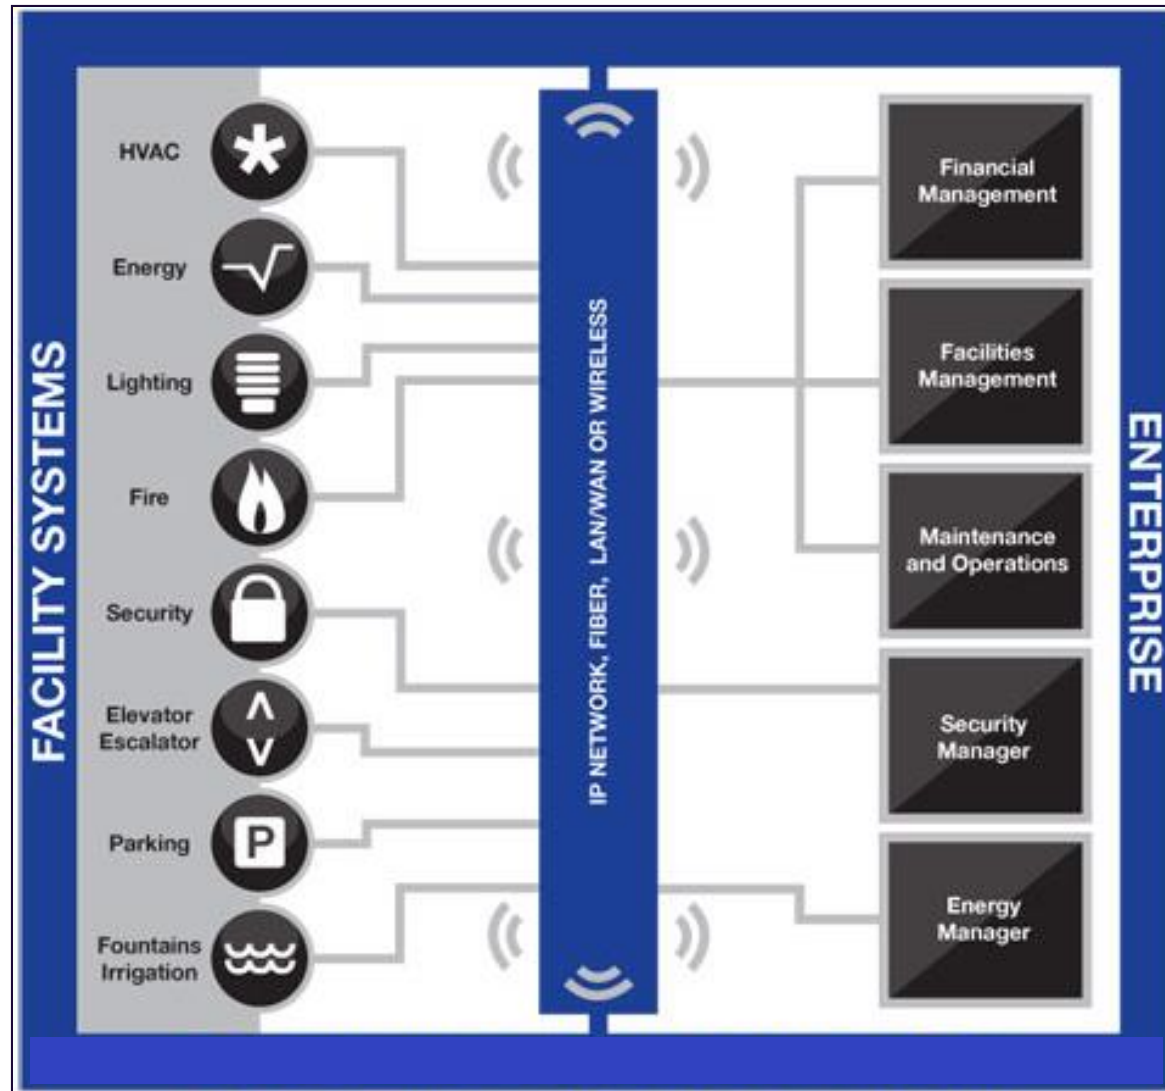 FACILITY SYSTEMS
HVAC
Energy
Lighting
Fire
Security
Elevator
Escalator
Parking
P
Fountains
Irrigation
IP NETWORK, FIBER, LAN/WAN OR WIRELESS
Financial
Management
Facilities
Management
Maintenance
and Operations
Security
Manager
Energy
Manager
ENTERPRISE